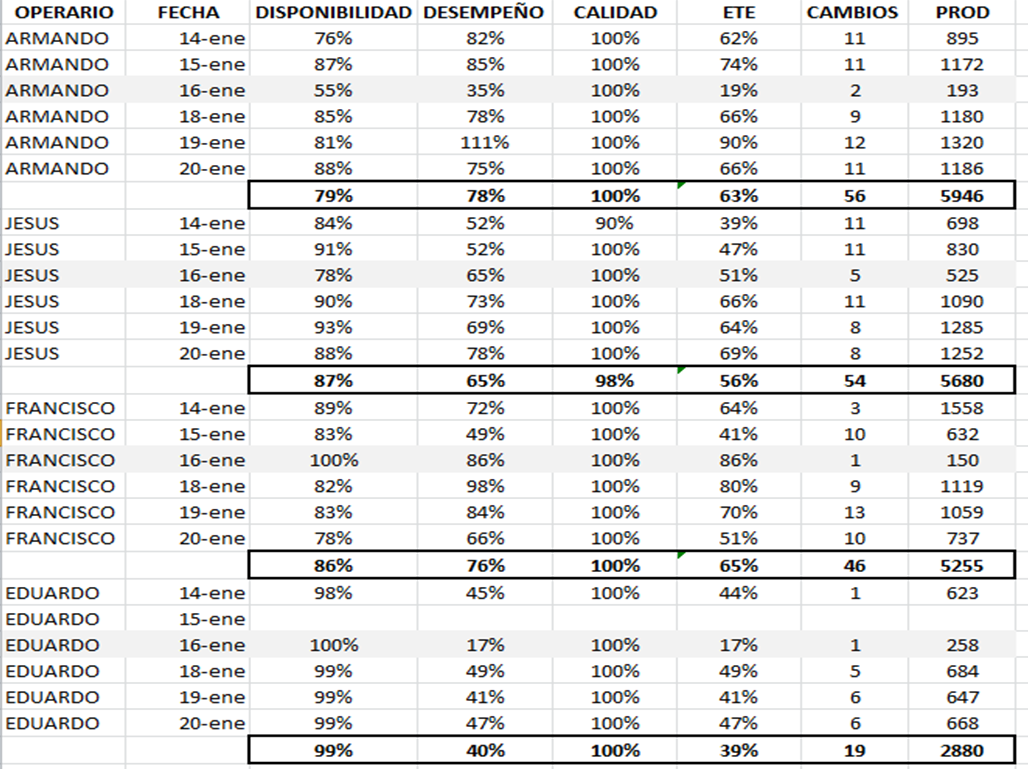 OPERARIO FECHA DISPONIBILIDAD DESEMPEÑO CALIDAD ETE CAMBIOS PROD
ARMANDO 14-ene 76% 82% 100% 62% 11 895
ARMANDO 15-ene 87% 85% 100% 74% 11 1172
ARMANDO 16-ene 55% 35% 100% 19% 2 193
ARMANDO 18-ene 85% 78% 100% 66% 9 1180
ARMANDO 19-ene 81% 111% 100% 90% 12 1320
ARMANDO 20-ene 88% 75% 100% 66% 11 1186
79% 78% 100% 63% 56 5946
JESUS 14-ene 84% 52% 90% 39% 11 698
JESUS 15-ene 91% 52% 100% 47% 11 830
JESUS 16-ene 78% 65% 100% 51% 5 525
JESUS 18-ene 90% 73% 100% 66% 11 1090
JESUS 19-ene 93% 69% 100% 64% 8 1285
JESUS 20-ene 88% 78% 100% 69% 8 1252
87% 65% 98% 56% 54 5680
FRANCISCO 14-ene 89% 72% 100% 64% 3 1558
FRANCISCO 15-ene 83% 49% 100% 41% 10 632
FRANCISCO 16-ene 100% 86% 100% 86% 1 150
FRANCISCO 18-ene 82% 98% 100% 80% 9 1119
FRANCISCO 19-ene 83% 84% 100% 70% 13 1059
FRANCISCO 20-ene 78% 66% 100% 51% 10 737
86% 76% 100% 65% 46 5255
EDUARDO 14-ene 98% 45% 100% 44% 1 623
EDUARDO 15-ene
EDUARDO 16-ene 100% 17% 100% 17% 1 258
EDUARDO 18-ene 99% 49% 100% 49% 5 684
EDUARDO 19-ene 99% 41% 100% 41% 6 647
EDUARDO 20-ene 99% 47% 100% 47% 6 668
99% 40% 100% 39% 19 2880